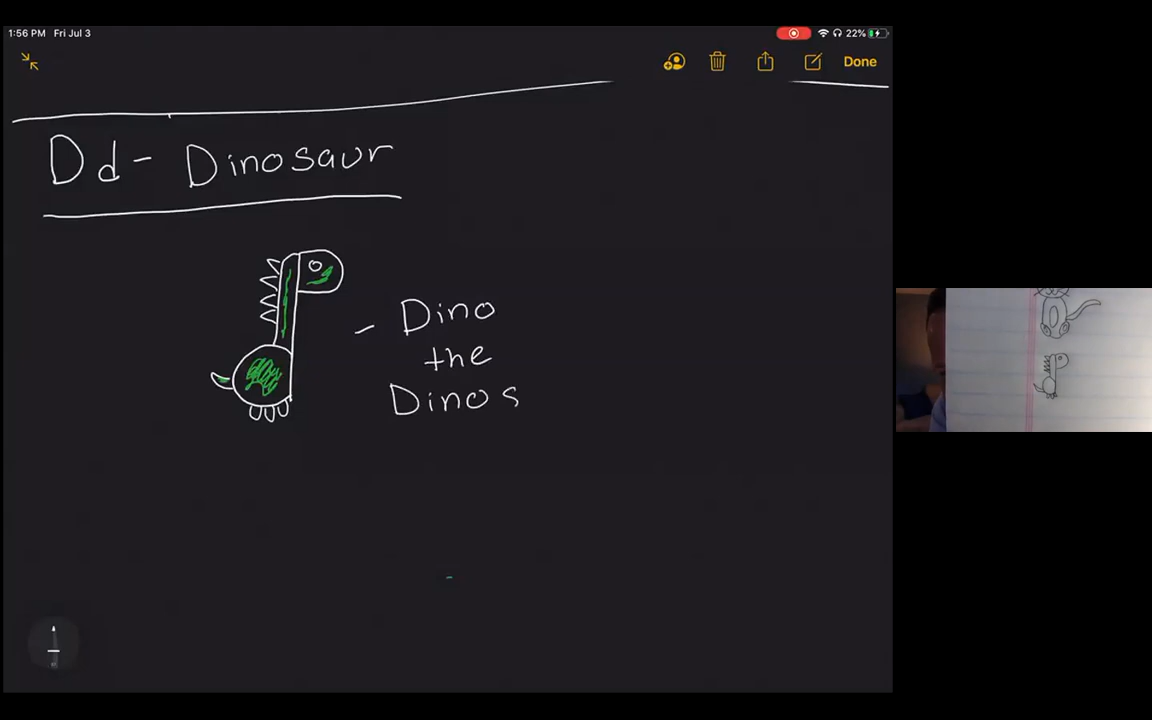 1:56 PM Fri Jul 3
22%
Done
Dd - Dinosaur
- Dino
the
Dinos